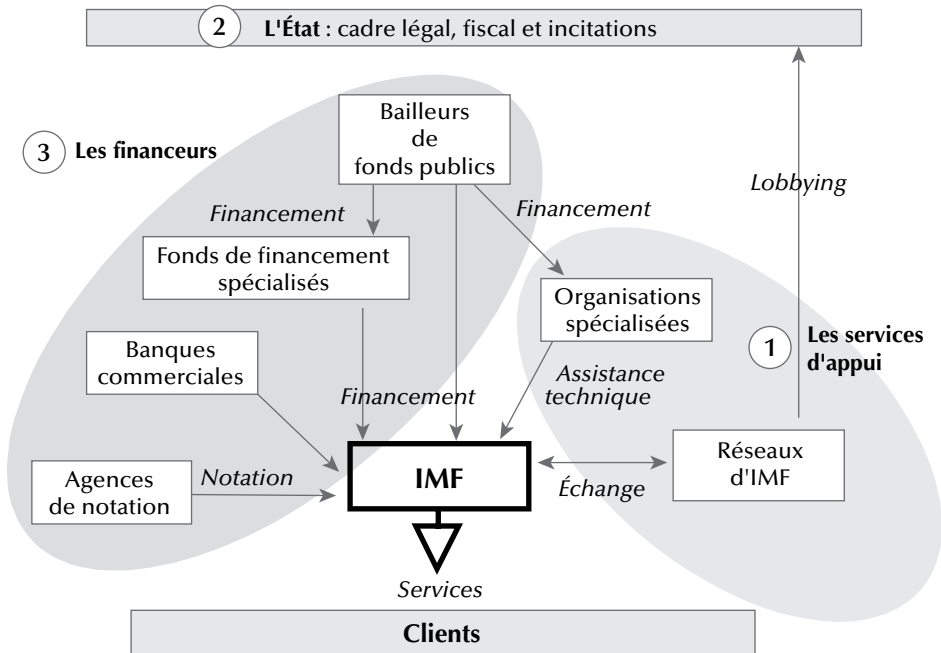 2 L'État : cadre légal, fiscal et incitations
Bailleurs
de
fonds publics
3 Les financeurs
Lobbying
Financement
Financement
Fonds de financement
spécialisés
Organisations
spécialisées
1 Les services
d'appui
Banques
commerciales
Assistance
technique
Financement
Réseaux
d'IMF
IMF
Agences
de notation
Notation
Échange
Services
Clients